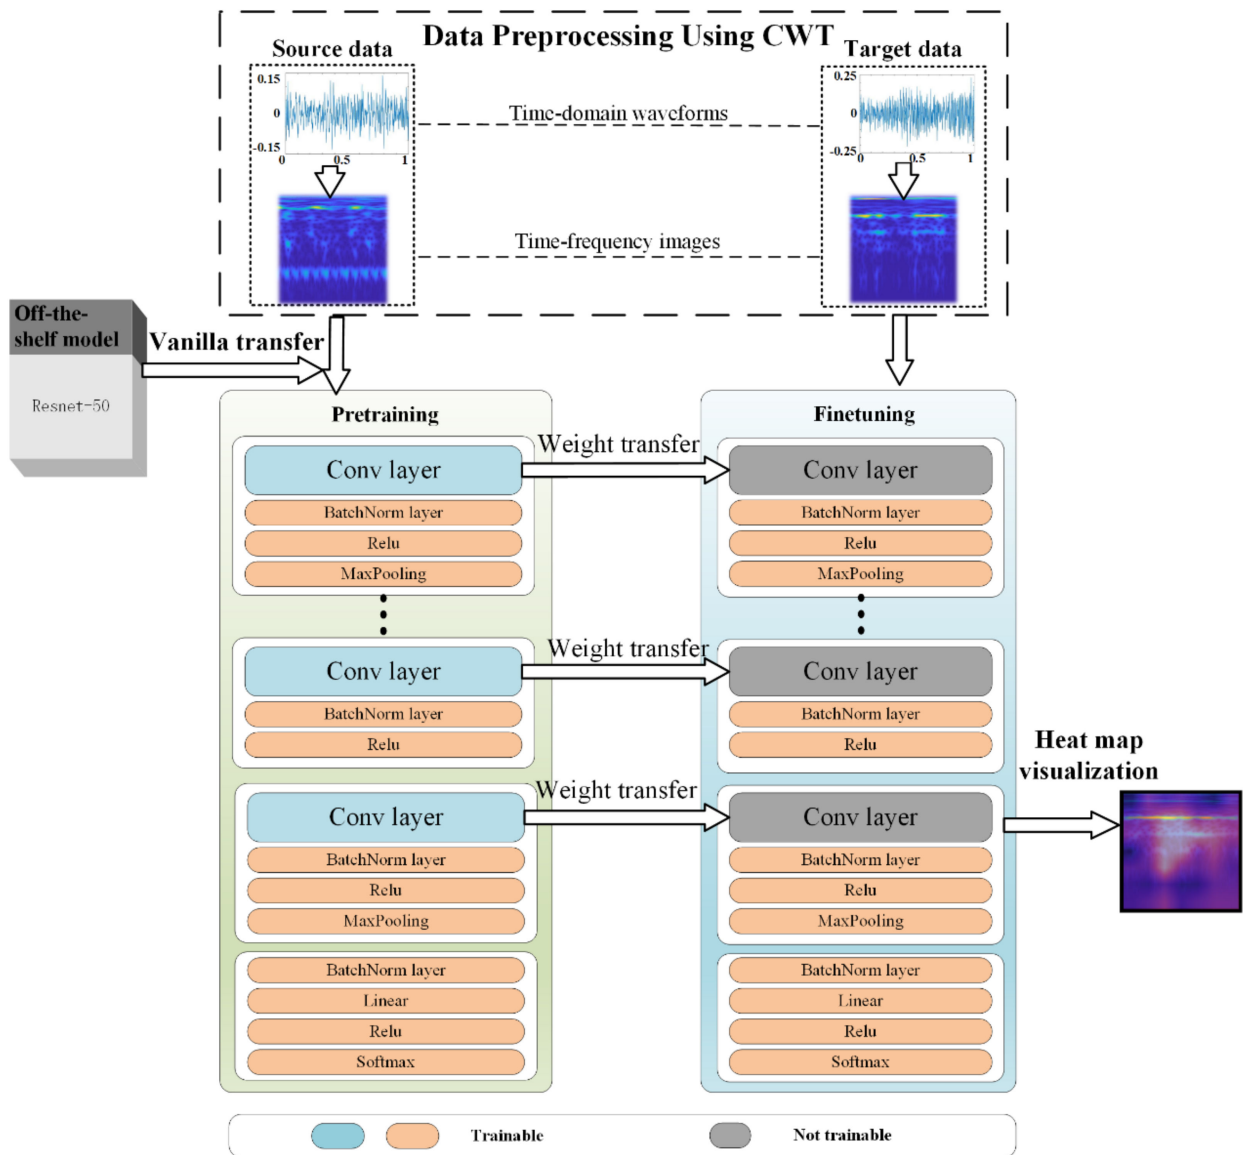 Data Preprocessing Using CWT
Source data
Target data
0.15
0
-0.15
0
0.5
1
0.25
0
-0.25
0
0.5
1
Time-domain waveforms
Time-frequency images
Off-the-
shelf model
Resnet-50
Vanilla transfer
Pretraining
Finetuning
Conv layer
Weight transfer
Conv layer
BatchNorm layer
BatchNorm layer
Relu
Relu
MaxPooling
MaxPooling
Conv layer
Weight transfer
Conv layer
BatchNorm layer
BatchNorm layer
Relu
Relu
Heat map
visualization
Conv layer
Weight transfer
Conv layer
BatchNorm layer
BatchNorm layer
Relu
Relu
MaxPooling
MaxPooling
BatchNorm layer
BatchNorm layer
Linear
Linear
Relu
Relu
Softmax
Softmax
Trainable
Not trainable